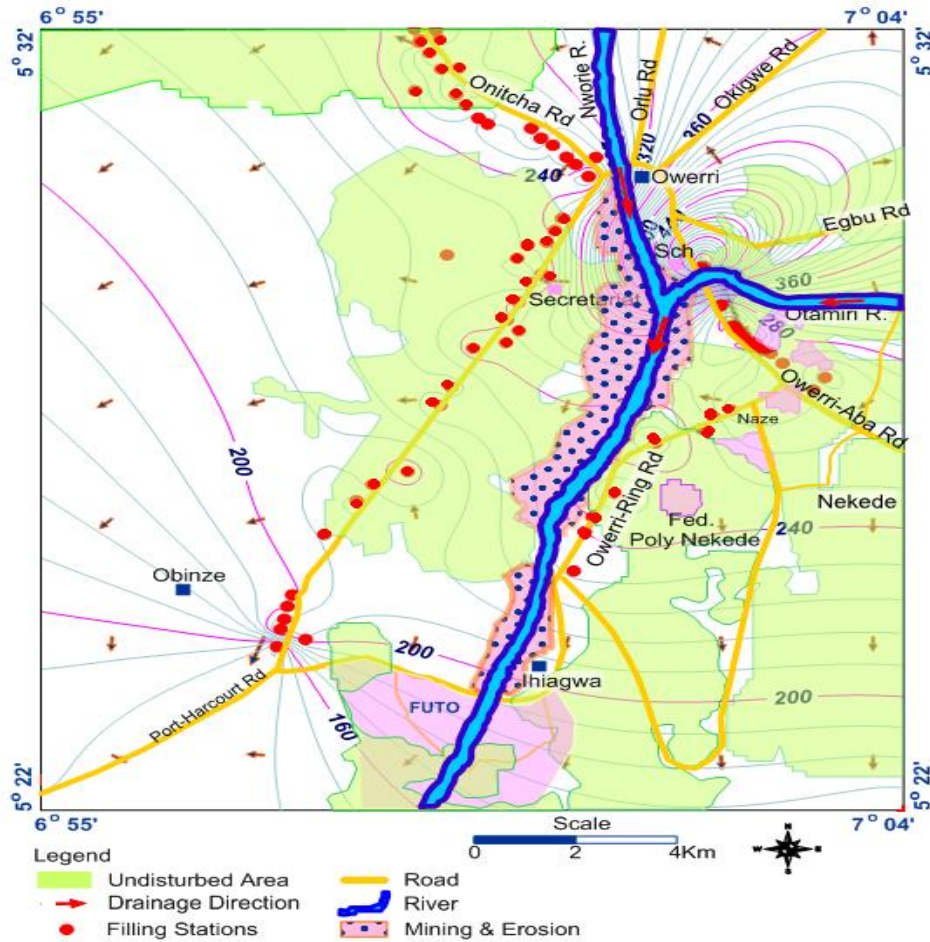 6° 55'
7° 04'
5° 32'
5° 32'
Nworie R.
Orlu Rd
Okigwe Rd
Onitcha Rd
360
320
240
Owerri
Egbu Rd
Sch
360
Secretariat
Otamiri R.
280
Owerri-Aba Rd
Naze
200
Owerri-Ring Rd
Nekede
Fed.
Poly Nekede
240
Obinze
200
Ihiagwa
200
FUTO
Port-Harcourt Rd
160
5° 22'
5° 22'
6° 55'
7° 04'
Scale
0 2 4Km
N
W E
S
Legend
Undisturbed Area
Road
Drainage Direction
River
Filling Stations
Mining & Erosion